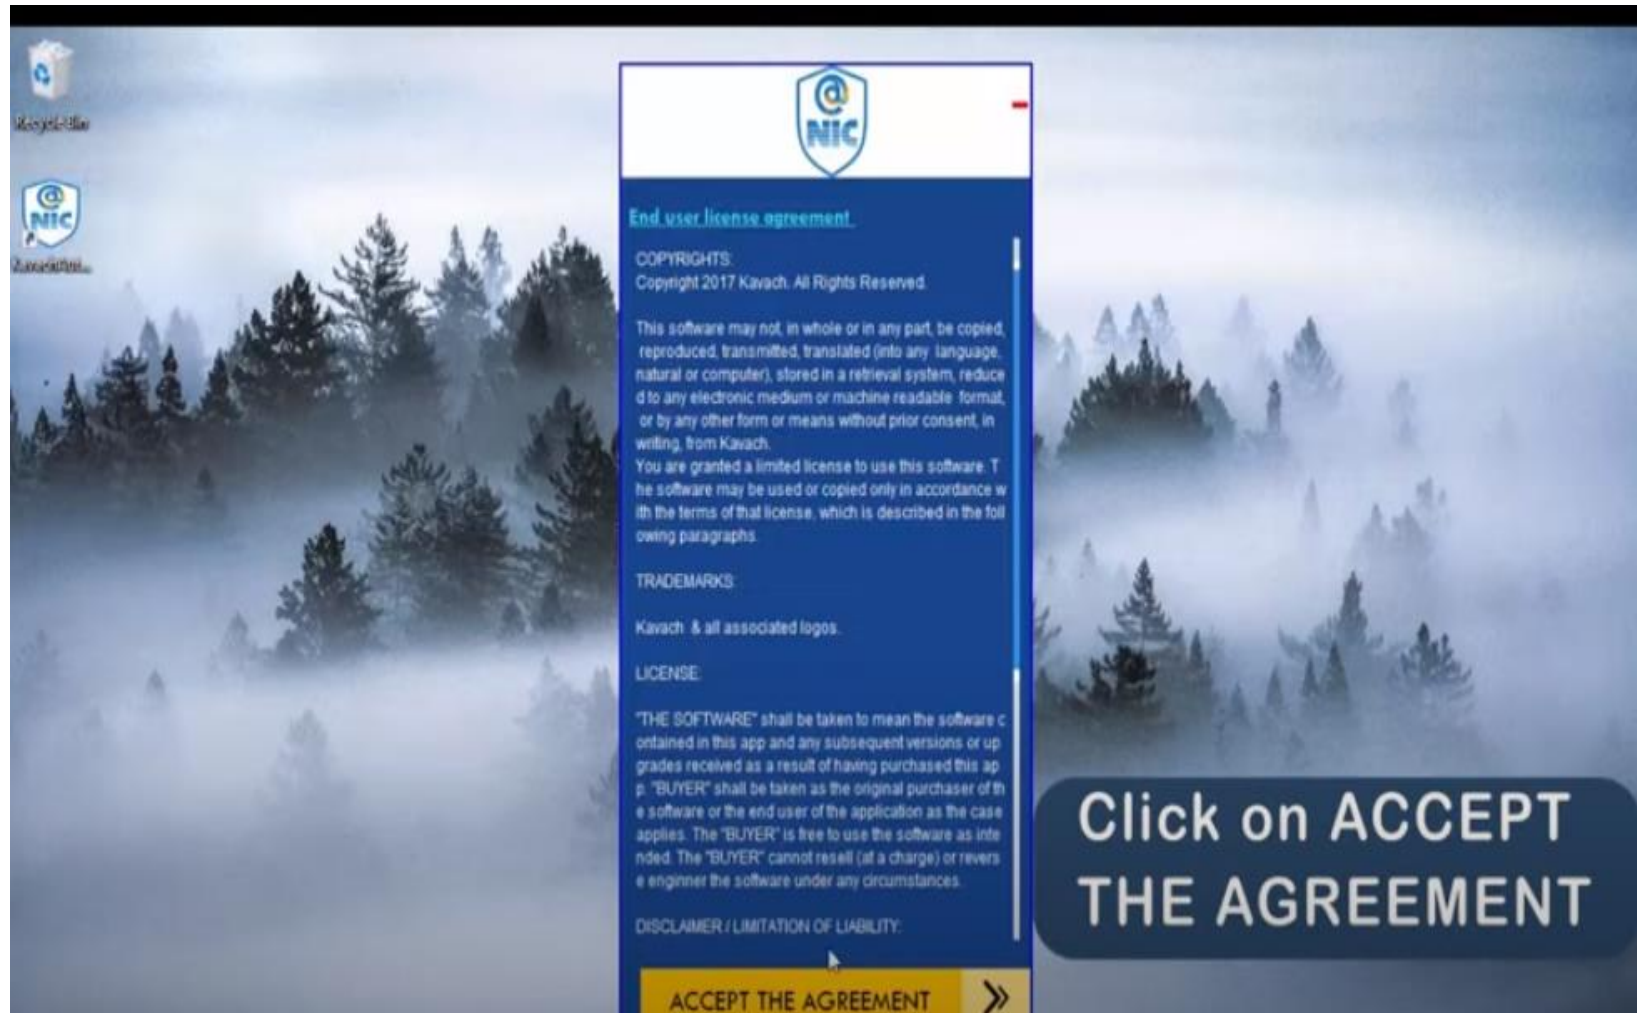 Recycle Bin
@
NIC
@
NIC
End user license agreement
COPYRIGHTS:
Copyright 2017 Kavach. All Rights Reserved.
This software may not, in whole or in any part, be copied,
reproduced, transmitted, translated (into any language,
natural or computer), stored in a retrieval system, reduce
d to any electronic medium or machine readable format,
or by any other form or means without prior consent, in
writing, from Kavach.
You are granted a limited license to use this software. T
he software may be used or copied only in accordance w
ith the terms of that license, which is described in the foll
owing paragraphs.
TRADEMARKS:
Kavach & all associated logos.
LICENSE:
"THE SOFTWARE" shall be taken to mean the software c
ontained in this app and any subsequent versions or up
grades received as a result of having purchased this ap
p. "BUYER" shall be taken as the original purchaser of th
e software or the end user of the application as the case
applies. The "BUYER" is free to use the software as inte
nded. The "BUYER" cannot resell (at a charge) or revers
e enginner the software under any circumstances.
DISCLAIMER / LIMITATION OF LIABILITY:
ACCEPT THE AGREEMENT
Click on ACCEPT
THE AGREEMENT